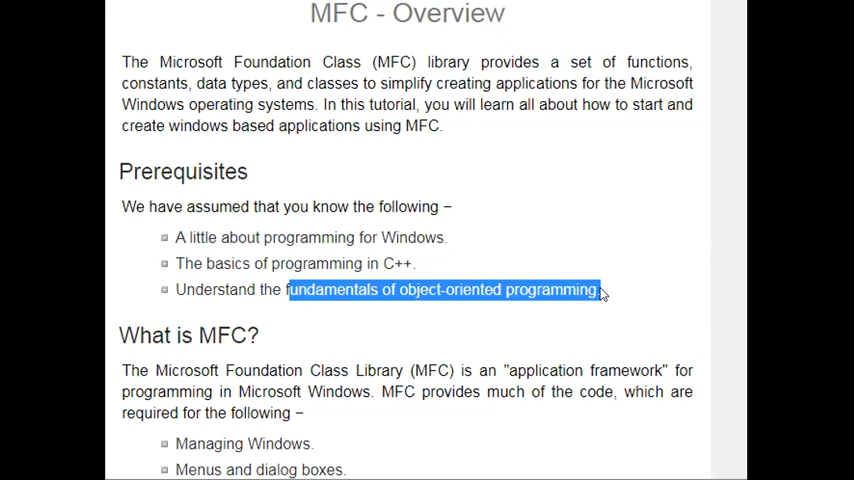 MFC - Overview
The Microsoft Foundation Class (MFC) library provides a set of functions,
constants, data types, and classes to simplify creating applications for the Microsoft
Windows operating systems. In this tutorial, you will learn all about how to start and
create windows based applications using MFC.
Prerequisites
We have assumed that you know the following −
A little about programming for Windows.
The basics of programming in C++.
Understand the fundamentals of object-oriented programming.
What is MFC?
The Microsoft Foundation Class Library (MFC) is an "application framework" for
programming in Microsoft Windows. MFC provides much of the code, which are
required for the following −
Managing Windows.
Menus and dialog boxes.